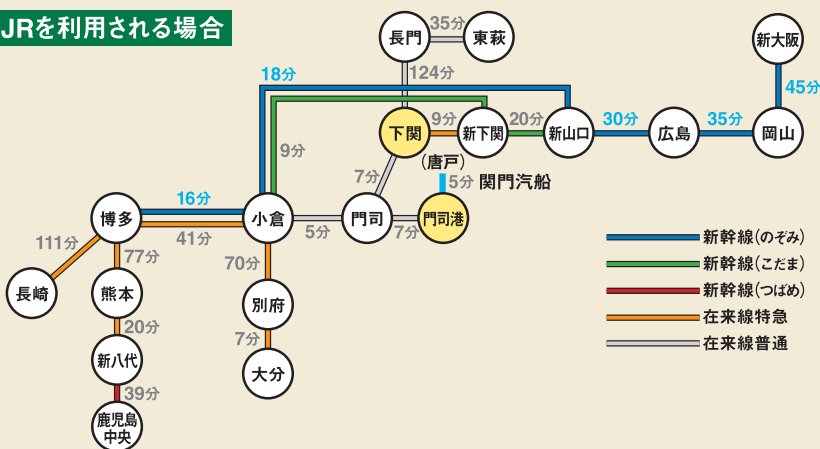 JRを利用される場合
長門
35分
東萩
新大阪
18分
124分
45分
9分
下関
9分
新下関
20分
新山口
30分
広島
35分
岡山
(唐戸)
7分
5分
関門汽船
博多
16分
41分
小倉
5分
門司
7分
門司港
111分
77分
70分
長崎
熊本
別府
20分
7分
新八代
大分
39分
鹿児島
中央
新幹線(のぞみ)
新幹線(こだま)
新幹線(つばめ)
在来線特急
在来線普通